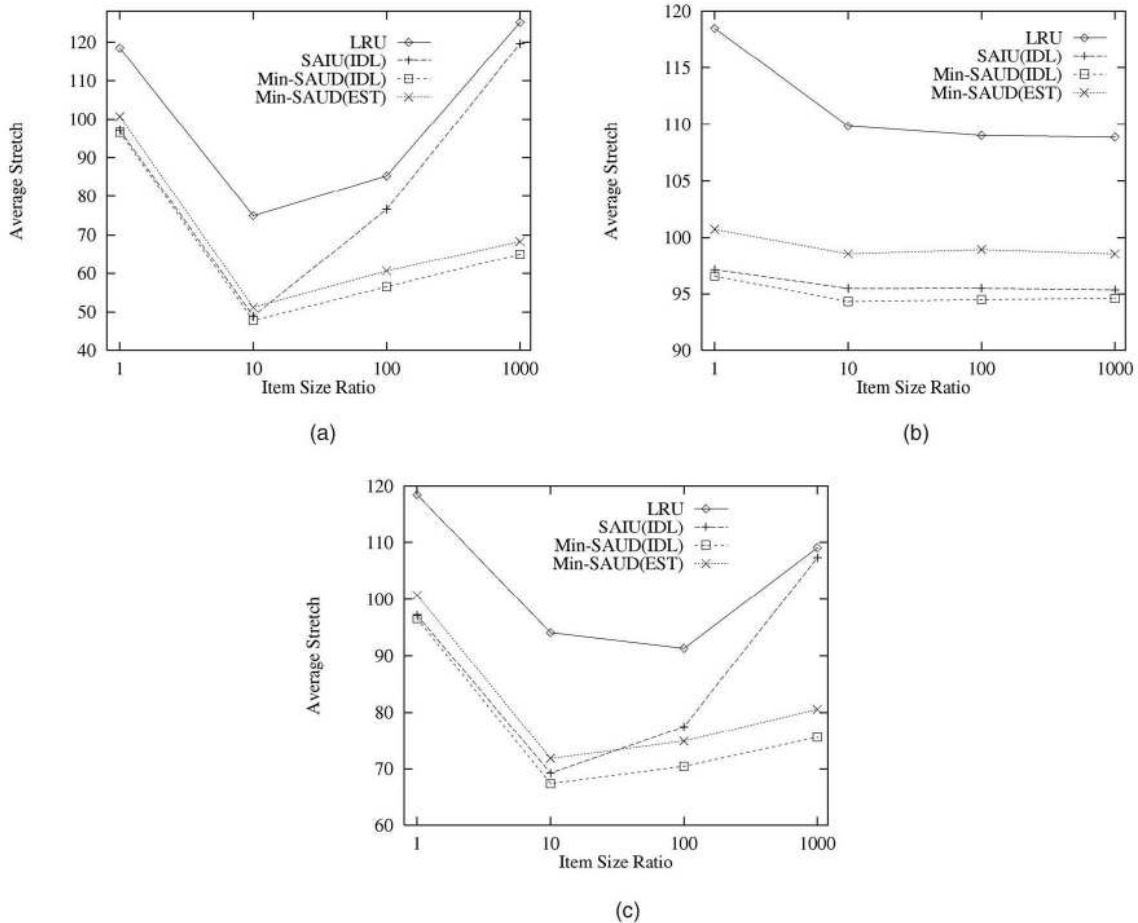 120
110
100
90
80
70
60
50
40
Average Stretch
LRU
SAIU(IDL)
Min-SAUD(IDL)
Min-SAUD(EST)
1 10 100 1000
Item Size Ratio
(a)
120
115
110
105
100
95
90
Average Stretch
LRU
SAIU(IDL)
Min-SAUD(IDL)
Min-SAUD(EST)
1 10 100 1000
Item Size Ratio
(b)
120
110
100
90
80
70
60
Average Stretch
LRU
SAIU(IDL)
Min-SAUD(IDL)
Min-SAUD(EST)
1 10 100 1000
Item Size Ratio
(c)